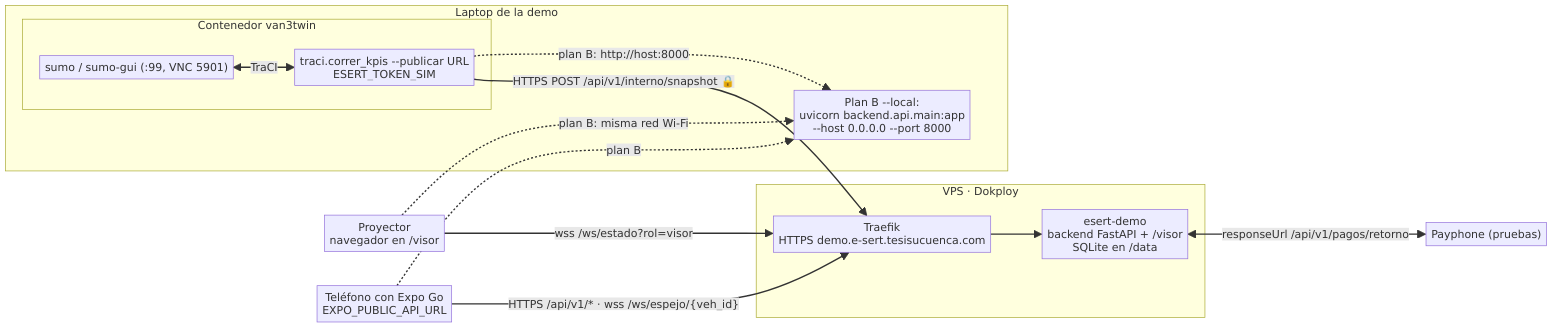 Laptop de la demo
Contenedor van3twin
sumo / sumo-gui (:99, VNC 5901)
TraCI
traci.correr_kpis --publicar URL
ESERT_TOKEN_SIM
plan B: http://host:8000
HTTPS POST /api/v1/interno/snapshot 🔒
Plan B --local:
uvicorn backend.api.main:app
--host 0.0.0.0 --port 8000
plan B: misma red Wi-Fi
plan B
VPS · Dokploy
Proyector
navegador en /visor
wss /ws/estado?rol=visor
Traefik
HTTPS demo.e-sert.tesisucuenca.com
esert-demo
backend FastAPI + /visor
SQLite en /data
responseUrl /api/v1/pagos/retorno
Payphone (pruebas)
Teléfono con Expo Go
EXPO_PUBLIC_API_URL
HTTPS /api/v1/* · wss /ws/espejo/{veh_id}